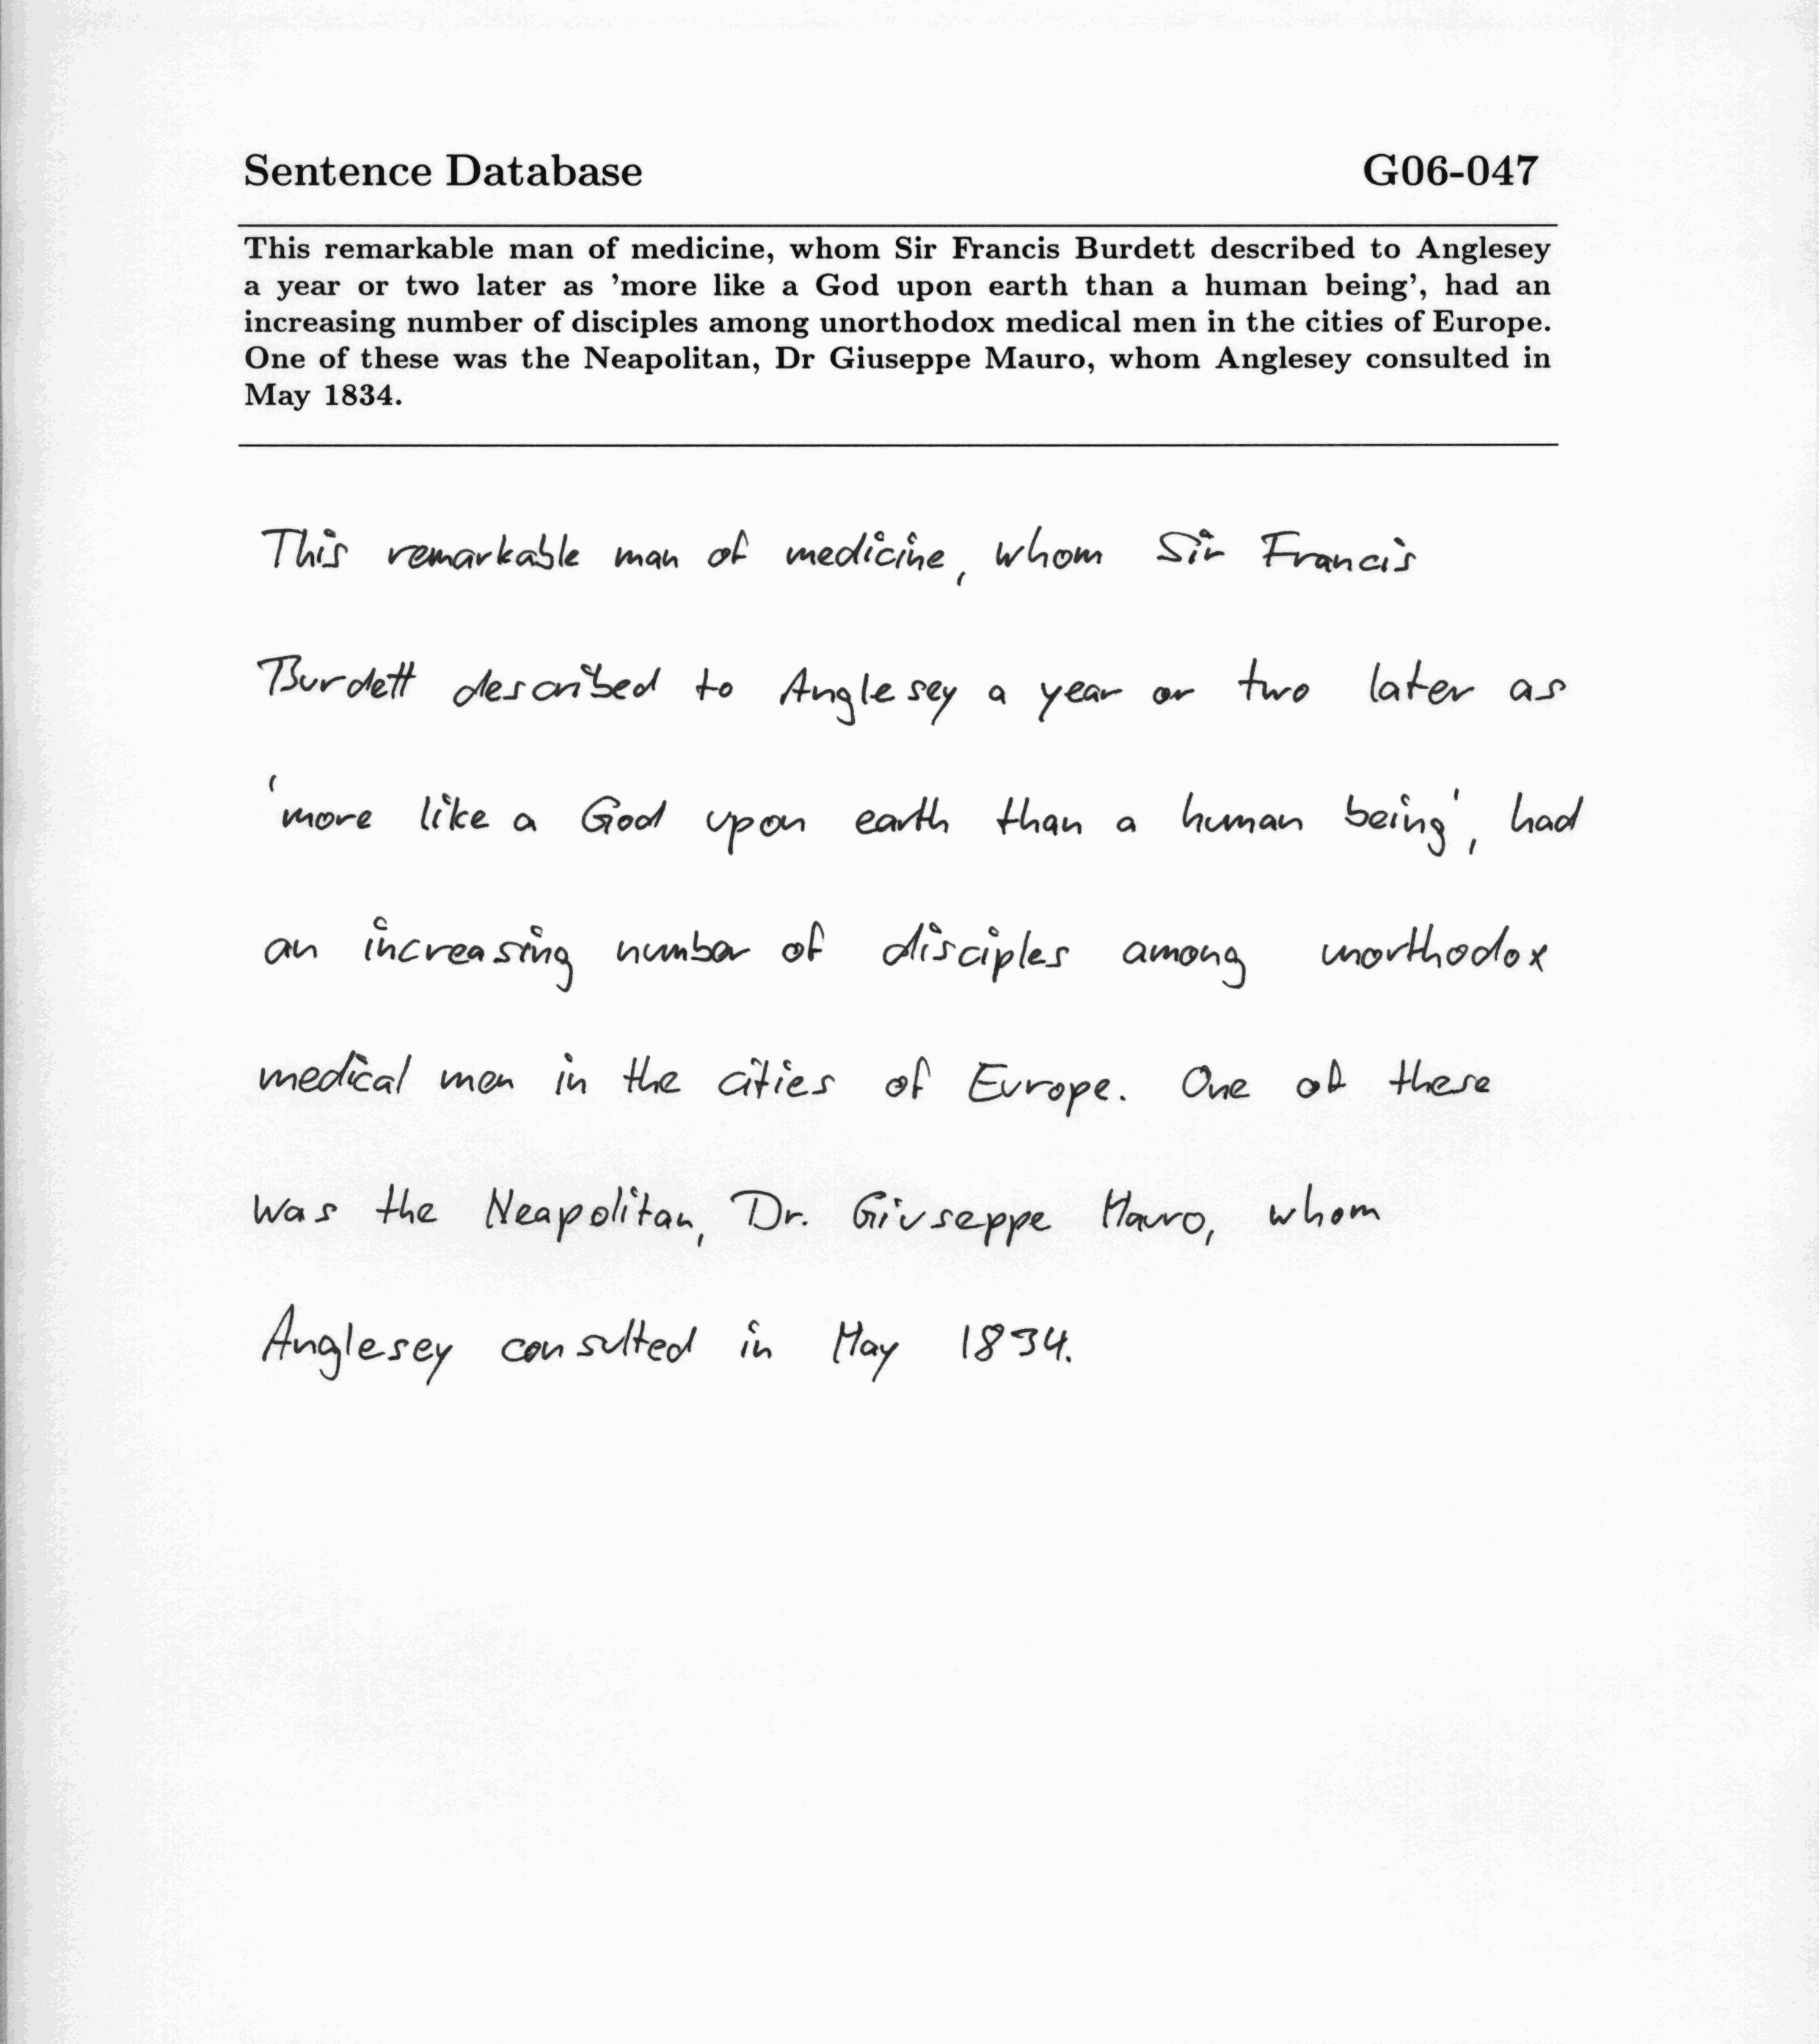 Sentence Database G06-047
This remarkable man of medicine, whom Sir Francis Burdett described to Anglesey
a year or two later as 'more like a God upon earth than a human being', had an
increasing number of disciples among unorthodox medical men in the cities of Europe.
One of these was the Neapolitan, Dr Giuseppe Mauro, whom Anglesey consulted in
May 1834.
This remarkable man of medicine, whom Sir Francis
Burdett described to Anglesey a year or two later as
'more like a God upon earth than a human being', had
an increasing number of disciples among unorthodox
medical men in the cities of Europe. One of these
was the Neapolitan, Dr. Giuseppe Mauro, whom
Anglesey consulted in May 1834.